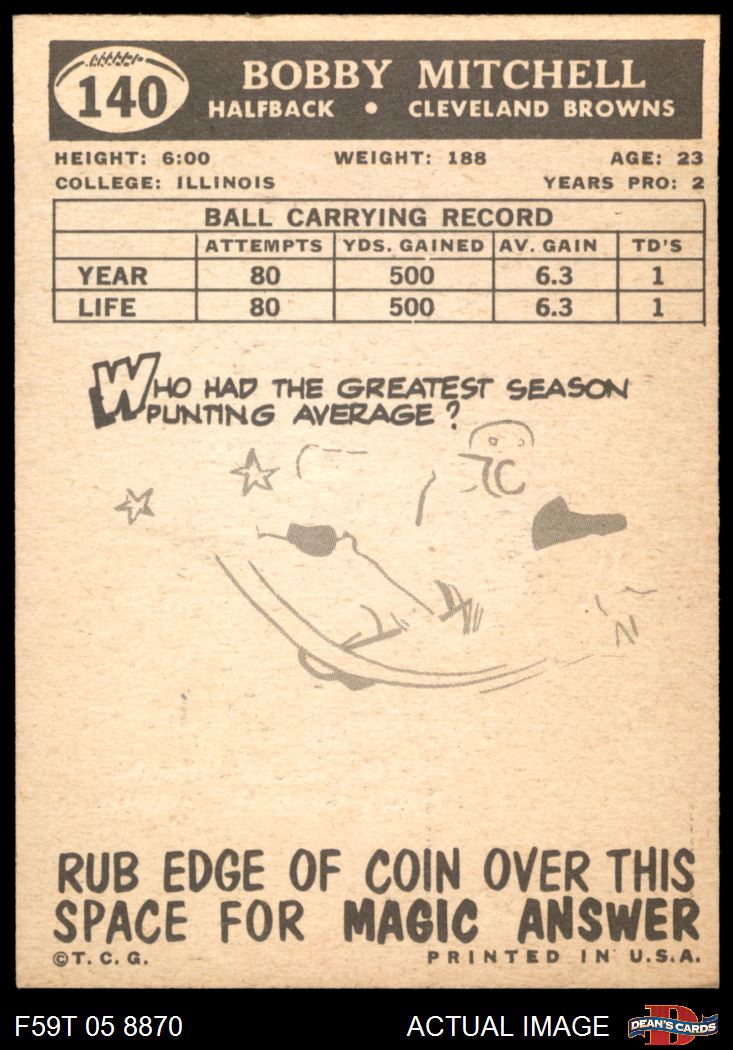 140
BOBBY MITCHELL
HALFBACK • CLEVELAND BROWNS
HEIGHT: 6:00 WEIGHT: 188 AGE: 23
COLLEGE: ILLINOIS YEARS PRO: 2
BALL CARRYING RECORD
ATTEMPTS YDS. GAINED AV. GAIN TD'S
YEAR 80 500 6.3 1
LIFE 80 500 6.3 1
WHO HAD THE GREATEST SEASON
PUNTING AVERAGE?
RUB EDGE OF COIN OVER THIS
SPACE FOR MAGIC ANSWER
©T.C.G. PRINTED IN U.S.A.
F59T 05 8870 ACTUAL IMAGE D DEAN'S CARDS